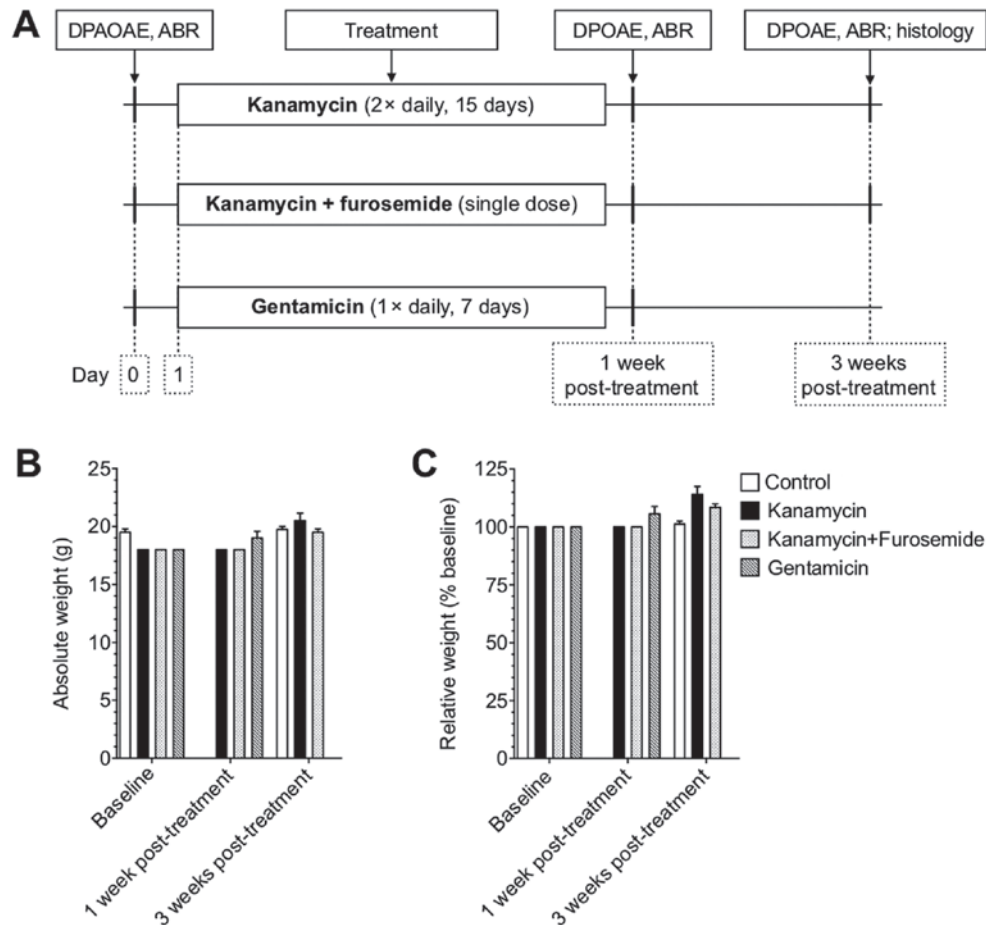 A
DPAOAE, ABR
Treatment
DPOAE, ABR
DPOAE, ABR; histology
Kanamycin (2× daily, 15 days)
Kanamycin + furosemide (single dose)
Gentamicin (1× daily, 7 days)
Day
0
1
1 week
post-treatment
3 weeks
post-treatment
B
Absolute weight (g)
25
20
15
10
5
0
Baseline
1 week post-treatment
3 weeks post-treatment
C
Relative weight (% baseline)
125
100
75
50
25
0
Baseline
1 week post-treatment
3 weeks post-treatment
Control
Kanamycin
Kanamycin+Furosemide
Gentamicin